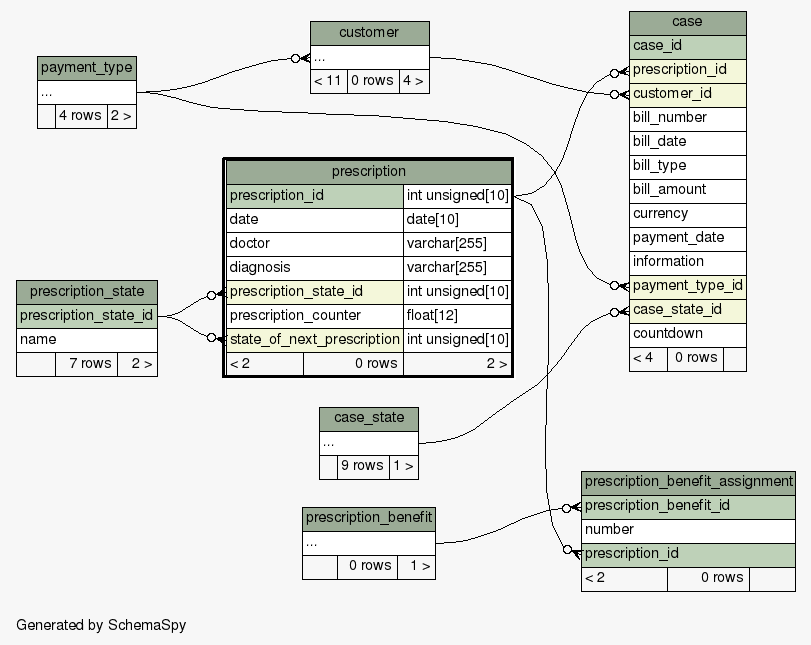 payment_type
...
4 rows 2 >
customer
...
< 11 0 rows 4 >
case
case_id
prescription_id
customer_id
bill_number
bill_date
bill_type
bill_amount
currency
payment_date
information
payment_type_id
case_state_id
countdown
< 4 0 rows
prescription
prescription_id int unsigned[10]
date date[10]
doctor varchar[255]
diagnosis varchar[255]
prescription_state_id int unsigned[10]
prescription_counter float[12]
state_of_next_prescription int unsigned[10]
< 2 0 rows 2 >
prescription_state
prescription_state_id
name
7 rows 2 >
case_state
...
9 rows 1 >
prescription_benefit
...
0 rows 1 >
prescription_benefit_assignment
prescription_benefit_id
number
prescription_id
< 2 0 rows
Generated by SchemaSpy